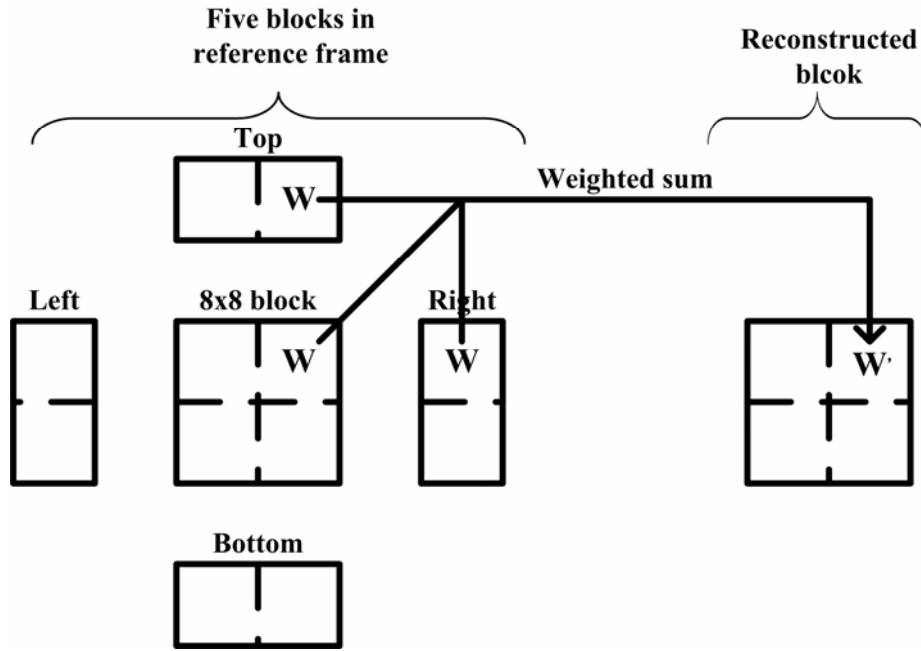 Five blocks in
reference frame
Reconstructed
blcok
Top
W
Weighted sum
Left
8x8 block
Right
W
W
W'
Bottom